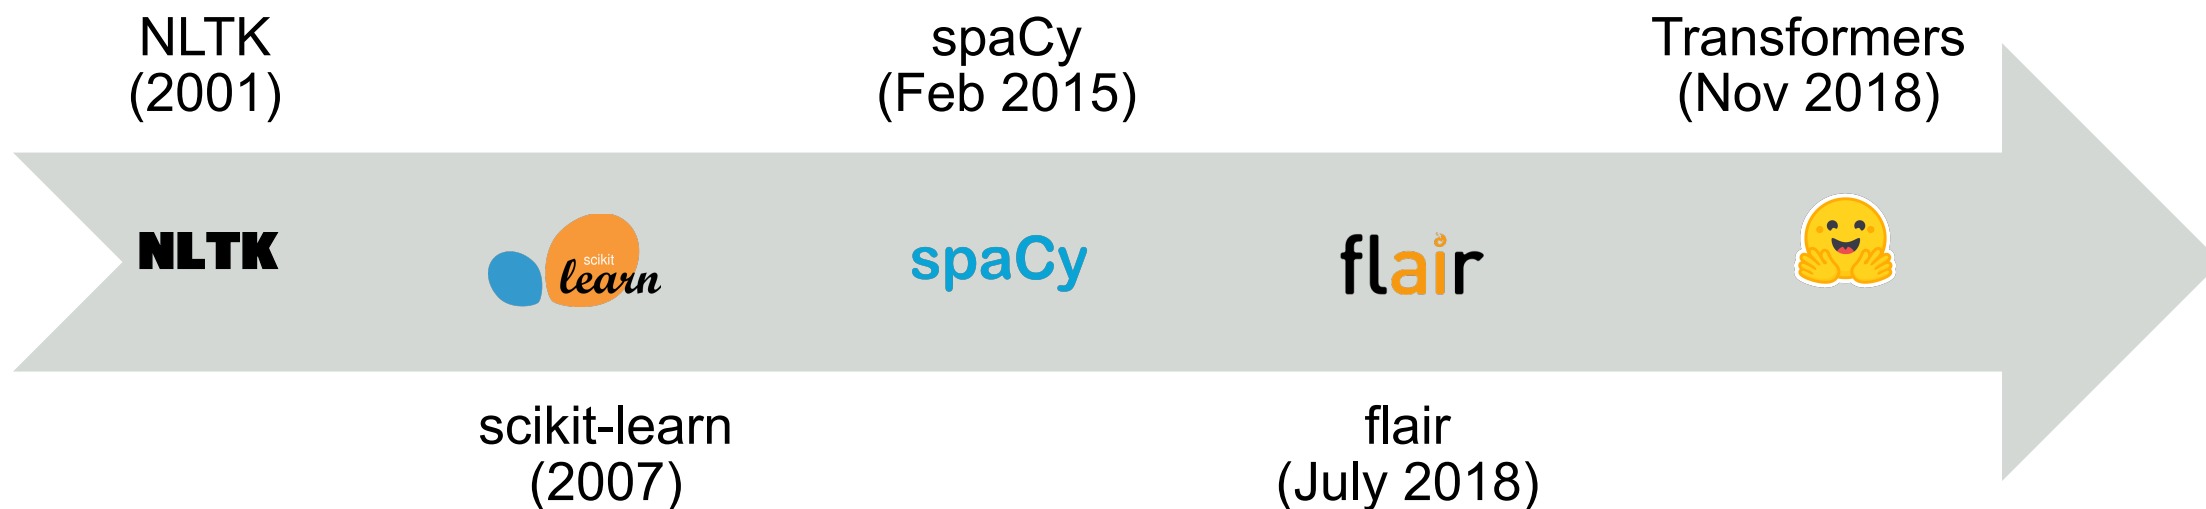 NLTK
(2001)
spaCy
(Feb 2015)
Transformers
(Nov 2018)
NLTK
scikit
learn
spaCy
flair
scikit-learn
(2007)
flair
(July 2018)